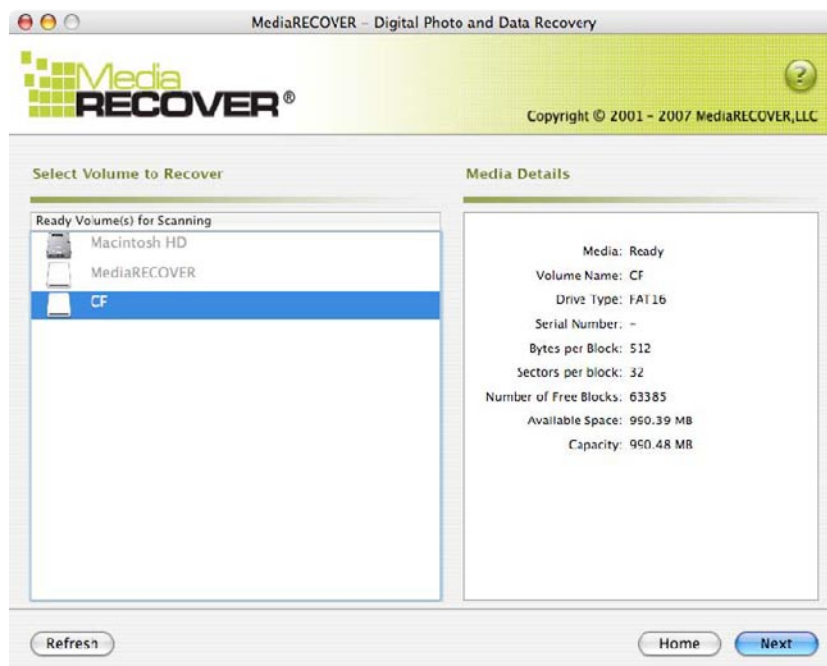 MediaRECOVER – Digital Photo and Data Recovery
Media
RECOVER®
?
Copyright © 2001 – 2007 MediaRECOVER,LLC
Select Volume to Recover
Media Details
Ready Volume(s) for Scanning
Macintosh HD
MediaRECOVER
CF
Media: Ready
Volume Name: CF
Drive Type: FAT16
Serial Number: –
Bytes per Block: 512
Sectors per block: 32
Number of Free Blocks: 63385
Available Space: 990.39 MB
Capacity: 990.48 MB
Refresh
Home
Next